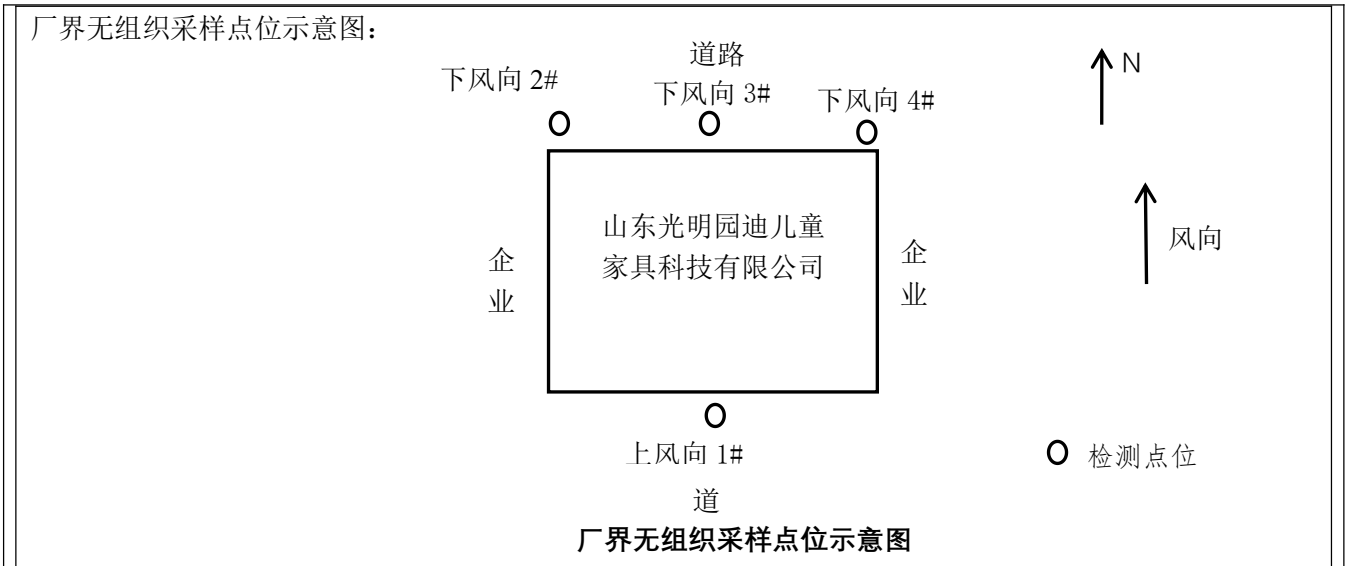 厂界无组织采样点位示意图：
道路
N
下风向 2#
下风向 3#
下风向 4#
山东光明园迪儿童
家具科技有限公司
企业
企业
风向
上风向 1#
检测点位
道
厂界无组织采样点位示意图